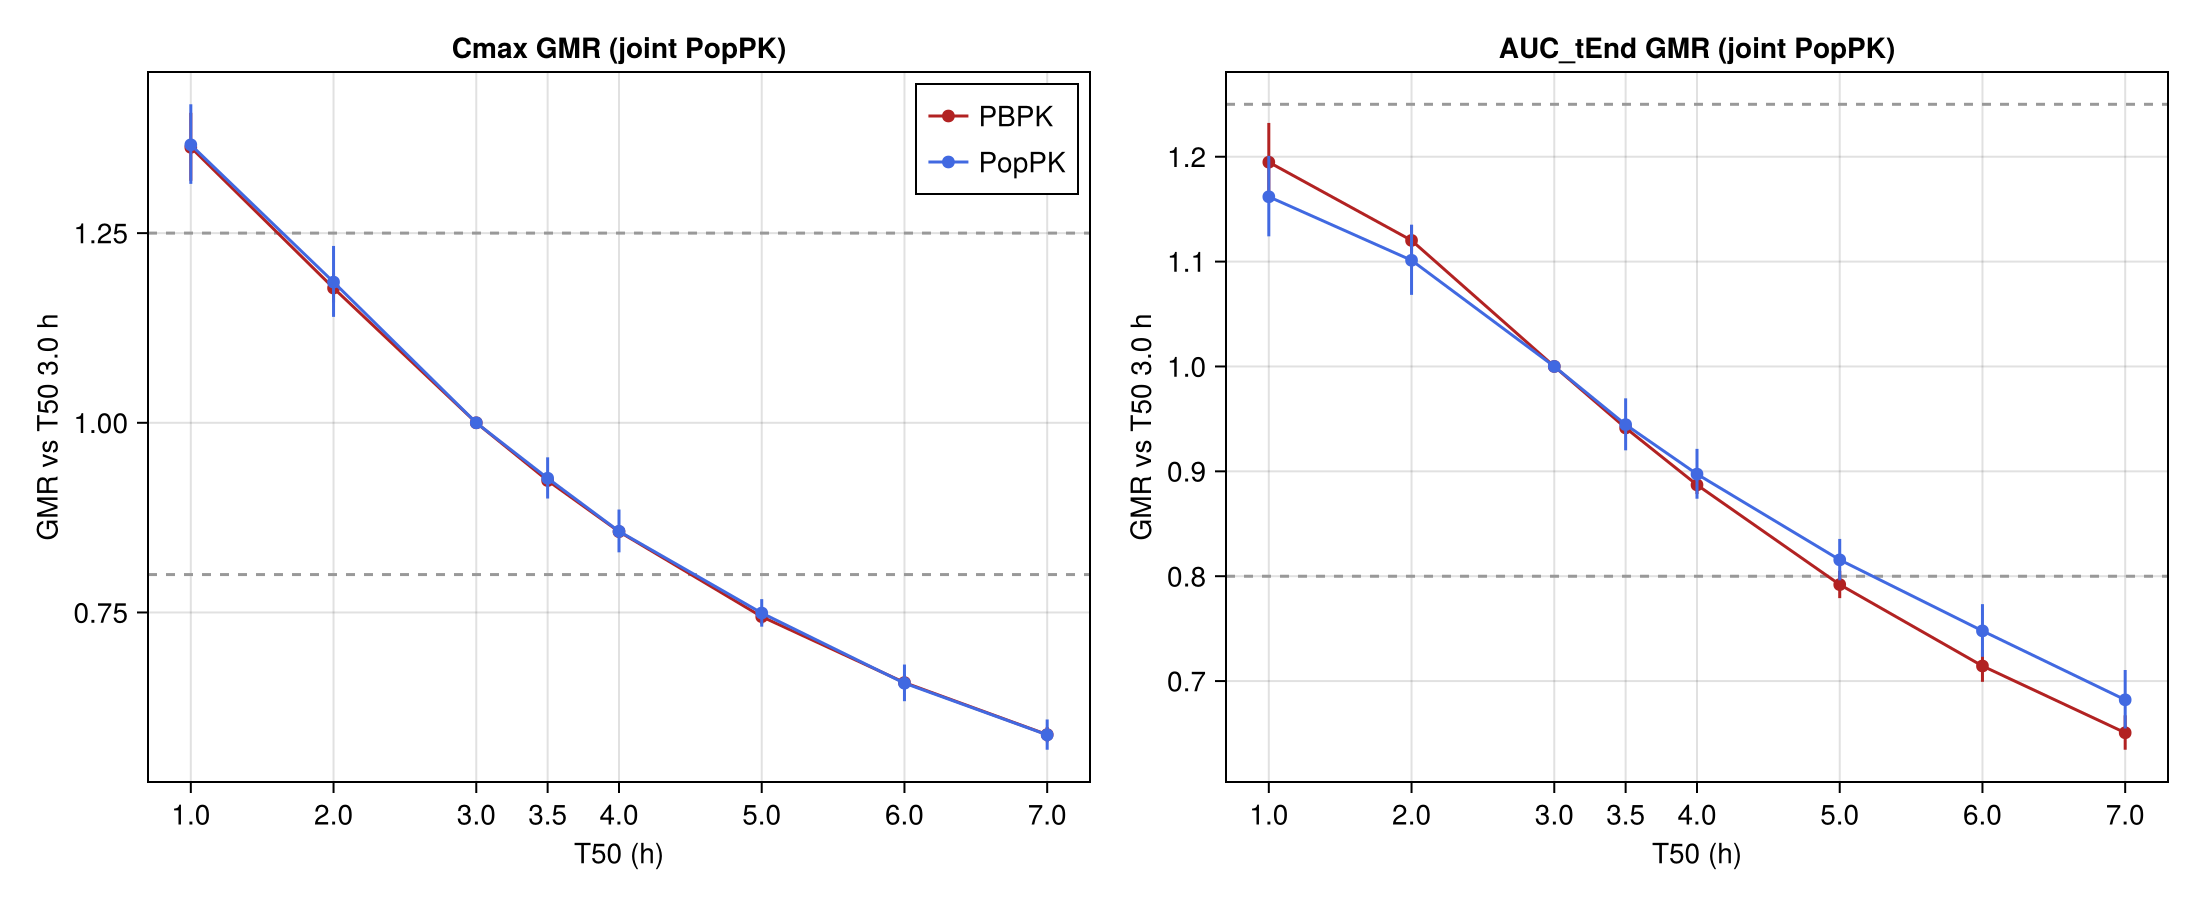 Cmax GMR (joint PopPK)
PBPK
PopPK
1.25
1.00
0.75
GMR vs T50 3.0 h
1.0 2.0 3.0 3.5 4.0 5.0 6.0 7.0
T50 (h)
AUC_tEnd GMR (joint PopPK)
1.2
1.1
1.0
0.9
0.8
0.7
GMR vs T50 3.0 h
1.0 2.0 3.0 3.5 4.0 5.0 6.0 7.0
T50 (h)